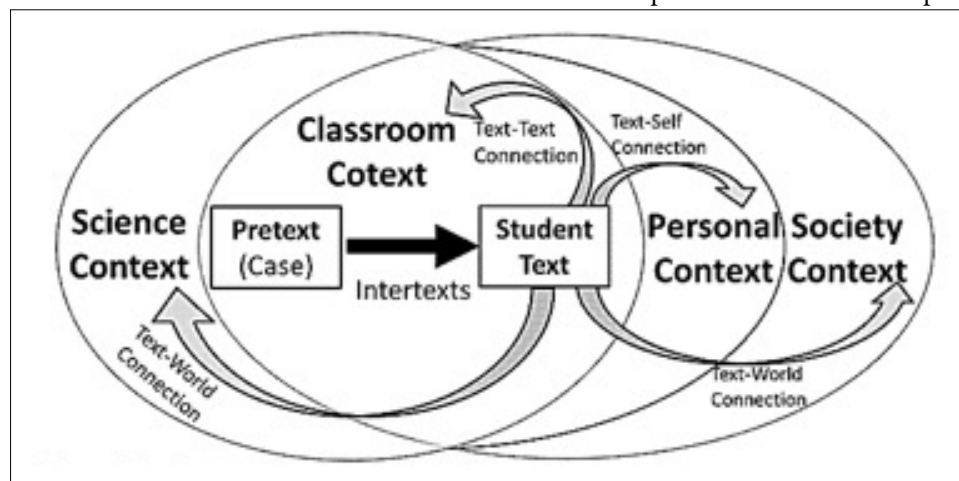 Classroom
Cotext
Text-Text
Connection
Text-Self
Connection
Science
Context
Pretext
(Case)
Intertexts
Student
Text
Personal
Context
Society
Context
Text-World
Connection
Text-World
Connection